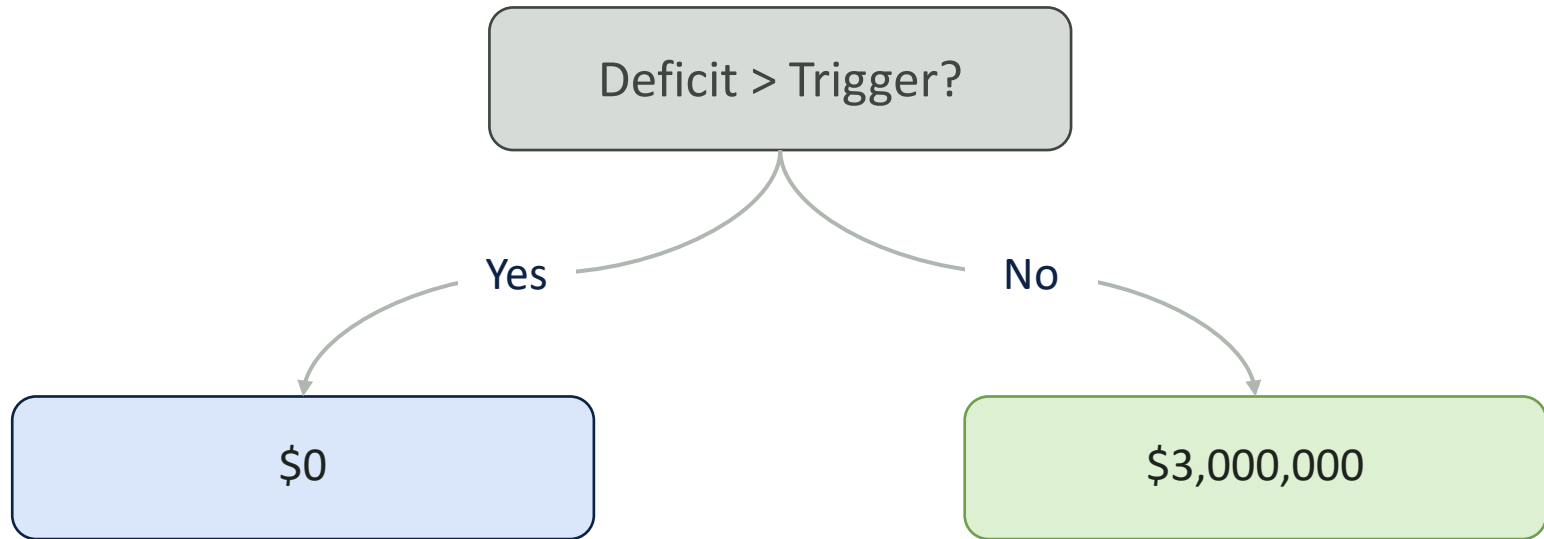 Deficit > Trigger?
Yes
No
$0
$3,000,000